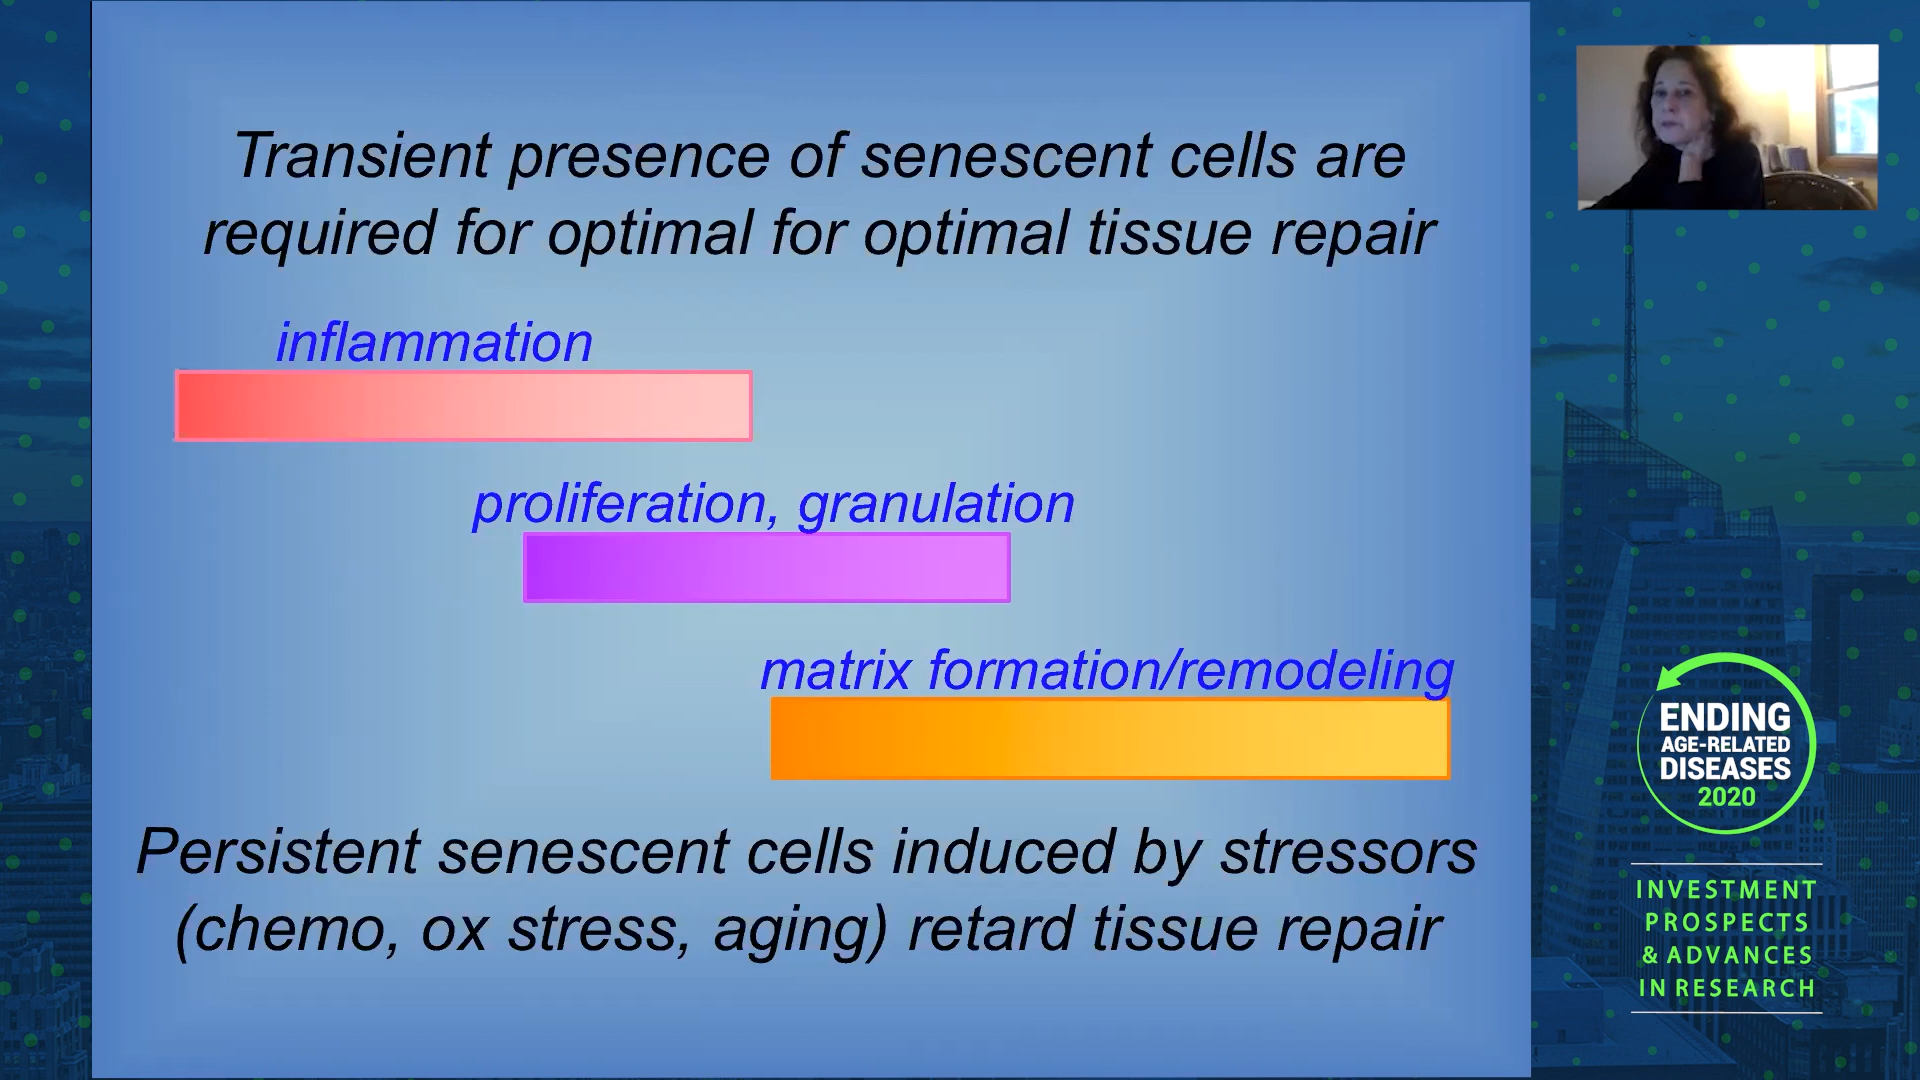 Transient presence of senescent cells are
required for optimal for optimal tissue repair
inflammation
proliferation, granulation
matrix formation/remodeling
Persistent senescent cells induced by stressors
(chemo, ox stress, aging) retard tissue repair
ENDING
AGE-RELATED
DISEASES
2020
INVESTMENT
PROSPECTS
& ADVANCES
IN RESEARCH